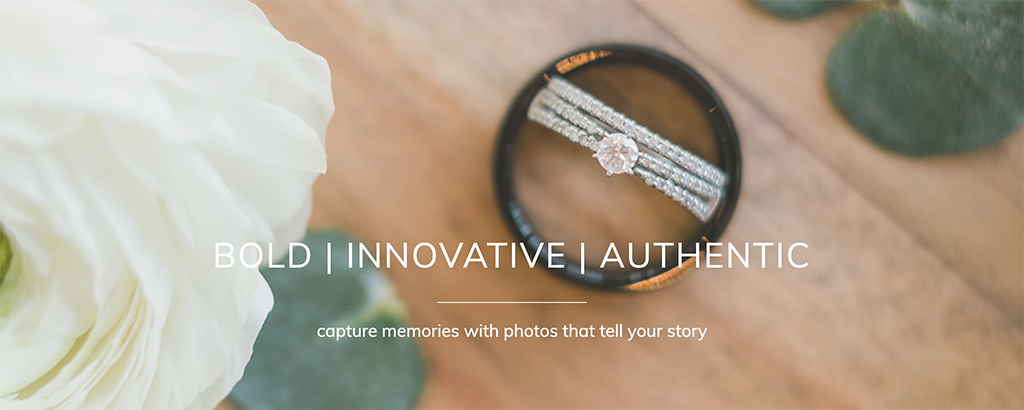 BOLD | INNOVATIVE | AUTHENTIC
capture memories with photos that tell your story